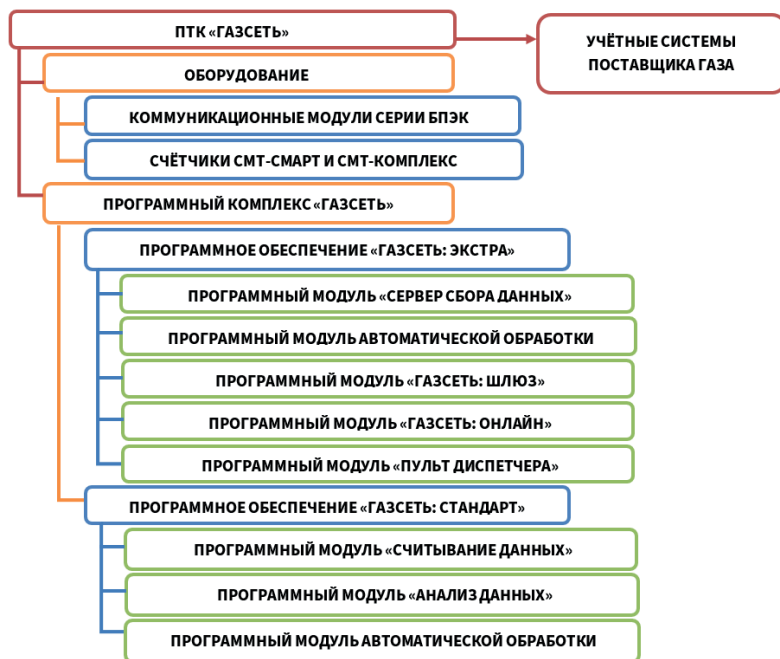 ПТК «ГАЗСЕТЬ»
УЧЁТНЫЕ СИСТЕМЫ
ПОСТАВЩИКА ГАЗА
ОБОРУДОВАНИЕ
КОММУНИКАЦИОННЫЕ МОДУЛИ СЕРИИ БПЭК
СЧЁТЧИКИ СМТ-СМАРТ И СМТ-КОМПЛЕКС
ПРОГРАММНЫЙ КОМПЛЕКС «ГАЗСЕТЬ»
ПРОГРАММНОЕ ОБЕСПЕЧЕНИЕ «ГАЗСЕТЬ: ЭКСТРА»
ПРОГРАММНЫЙ МОДУЛЬ «СЕРВЕР СБОРА ДАННЫХ»
ПРОГРАММНЫЙ МОДУЛЬ АВТОМАТИЧЕСКОЙ ОБРАБОТКИ
ПРОГРАММНЫЙ МОДУЛЬ «ГАЗСЕТЬ: ШЛЮЗ»
ПРОГРАММНЫЙ МОДУЛЬ «ГАЗСЕТЬ: ОНЛАЙН»
ПРОГРАММНЫЙ МОДУЛЬ «ПУЛЬТ ДИСПЕТЧЕРА»
ПРОГРАММНОЕ ОБЕСПЕЧЕНИЕ «ГАЗСЕТЬ: СТАНДАРТ»
ПРОГРАММНЫЙ МОДУЛЬ «СЧИТЫВАНИЕ ДАННЫХ»
ПРОГРАММНЫЙ МОДУЛЬ «АНАЛИЗ ДАННЫХ»
ПРОГРАММНЫЙ МОДУЛЬ АВТОМАТИЧЕСКОЙ ОБРАБОТКИ